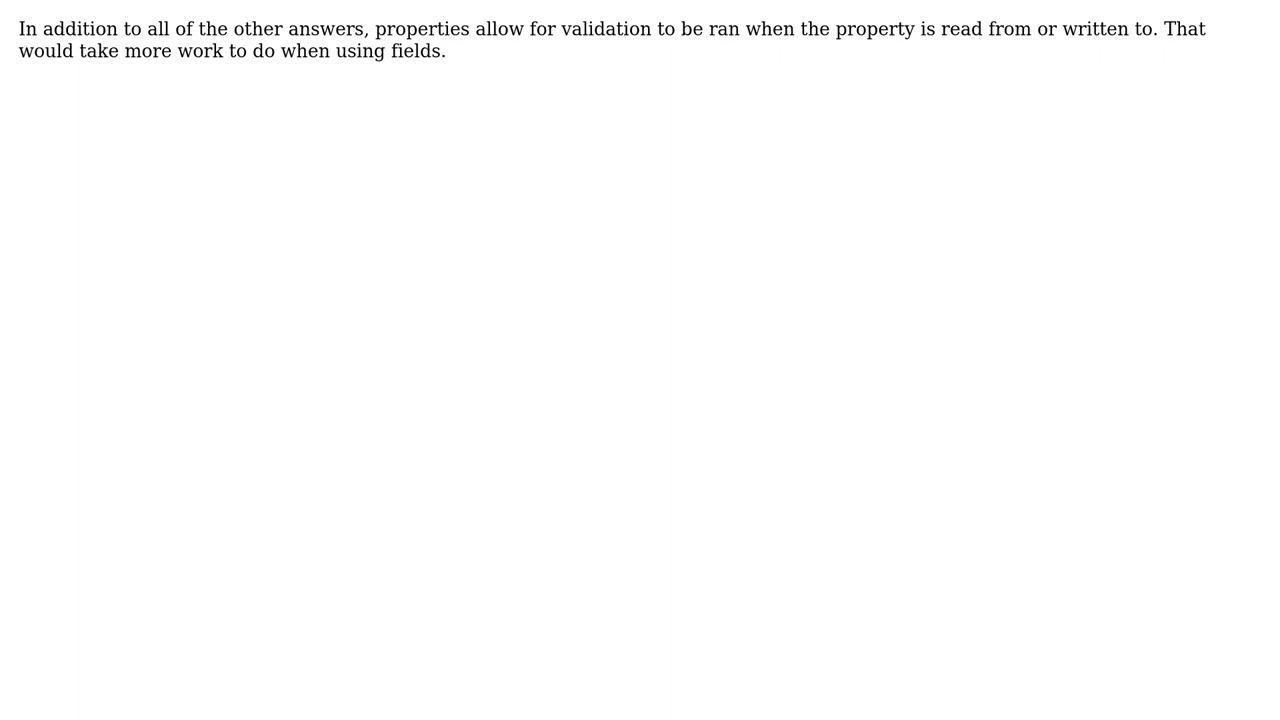 In addition to all of the other answers, properties allow for validation to be ran when the property is read from or written to. That
would take more work to do when using fields.